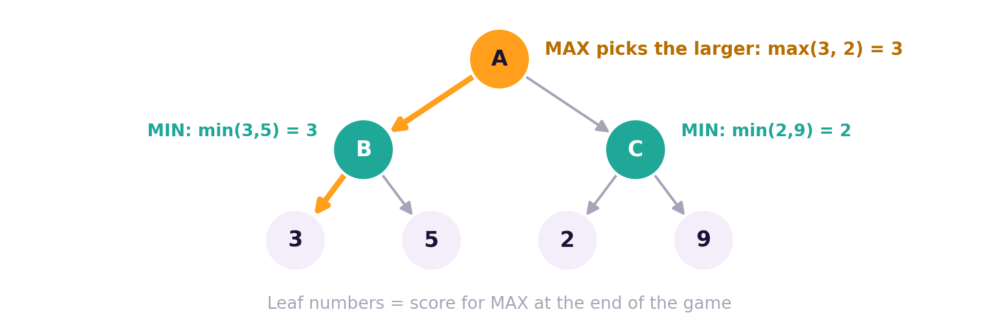 A
MAX picks the larger: max(3, 2) = 3
MIN: min(3,5) = 3
B
C
MIN: min(2,9) = 2
3
5
2
9
Leaf numbers = score for MAX at the end of the game